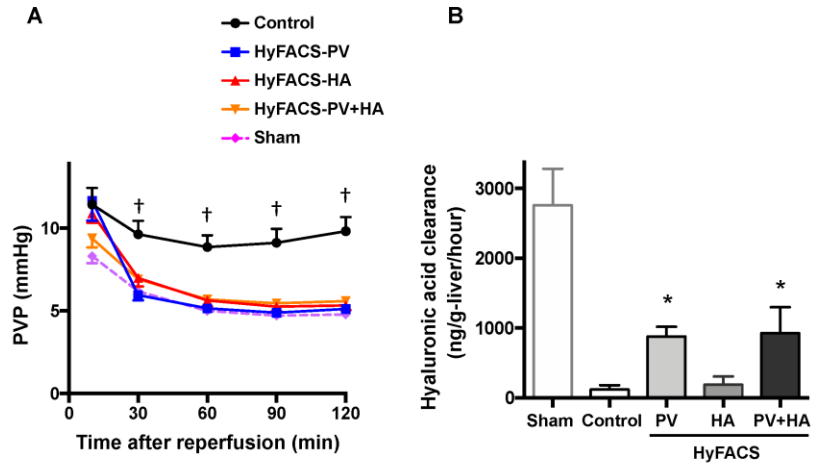 A
Control
HyFACS-PV
HyFACS-HA
HyFACS-PV+HA
Sham
PVP (mmHg)
10
5
0
† † † †
0 30 60 90 120
Time after reperfusion (min)
B
Hyaluronic acid clearance
(ng/g-liver/hour)
3000
2000
1000
0
* *
Sham Control PV HA PV+HA
HyFACS